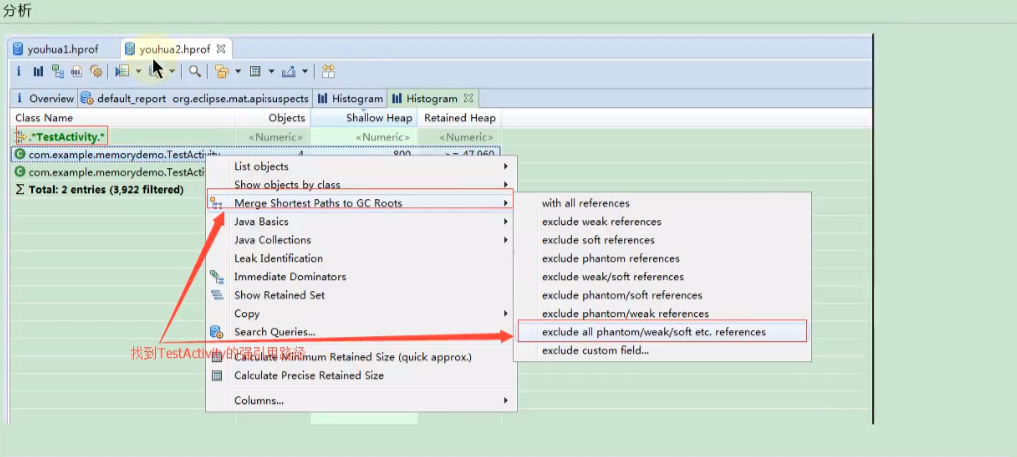 分析
youhua1.hprof youhua2.hprof
i Overview default_report org.eclipse.mat.api:suspects Histogram Histogram
Class Name Objects Shallow Heap Retained Heap
.*TestActivity.* <Numeric> <Numeric> <Numeric>
com.example.memorydemo.TestActivity 4 800 >= 47,960
com.example.memorydemo.TestActivi
Σ Total: 2 entries (3,922 filtered)
List objects
Show objects by class
Merge Shortest Paths to GC Roots
Java Basics
Java Collections
Leak Identification
Immediate Dominators
Show Retained Set
Copy
Search Queries...
Calculate Minimum Retained Size (quick approx.)
Calculate Precise Retained Size
Columns...
with all references
exclude weak references
exclude soft references
exclude phantom references
exclude weak/soft references
exclude phantom/soft references
exclude phantom/weak references
exclude all phantom/weak/soft etc. references
exclude custom field...
找到TestActivity的强引用路径